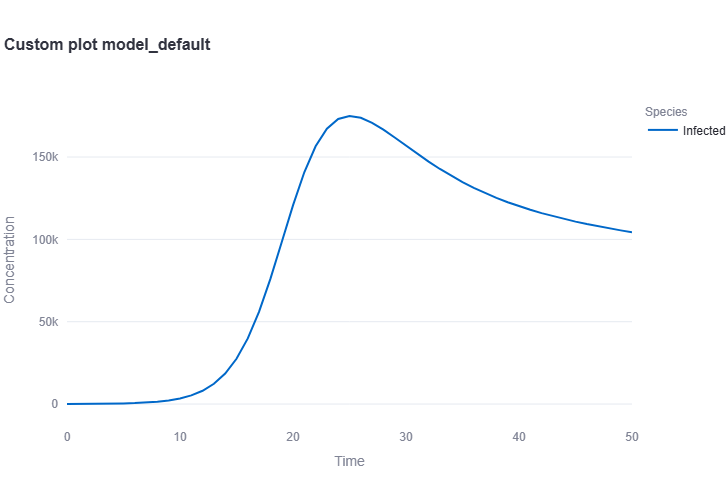 Custom plot model_default
Species
Infected
150k
100k
50k
0
Concentration
0 10 20 30 40 50
Time